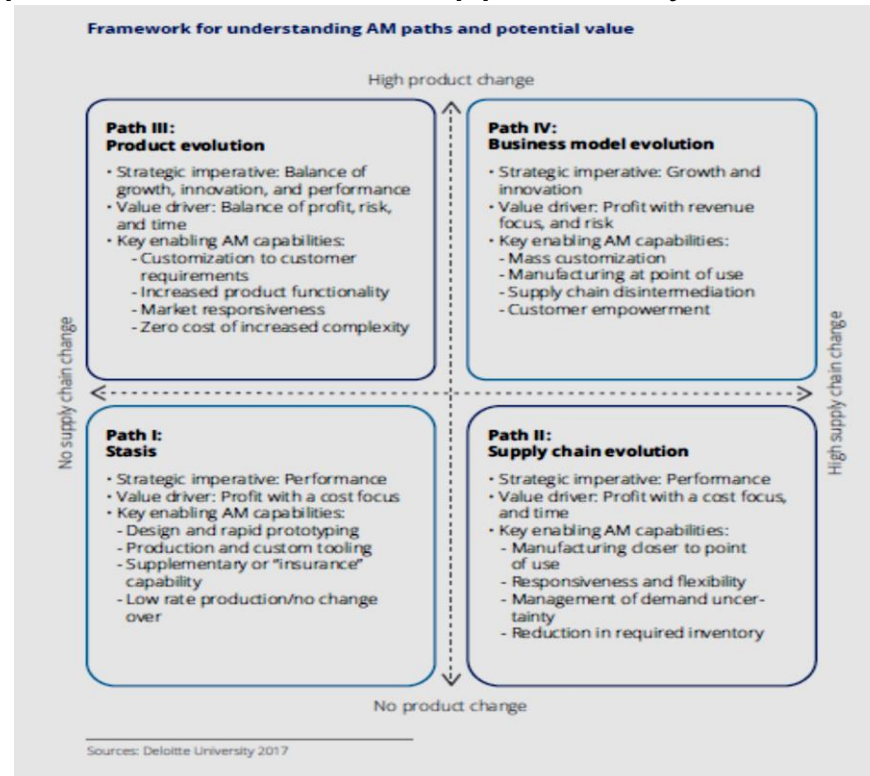 Framework for understanding AM paths and potential value
High product change
Path III:
Product evolution
· Strategic imperative: Balance of
growth, innovation, and performance
· Value driver: Balance of profit, risk,
and time
· Key enabling AM capabilities:
- Customization to customer
requirements
- Increased product functionality
- Market responsiveness
- Zero cost of increased complexity
Path IV:
Business model evolution
· Strategic imperative: Growth and
innovation
· Value driver: Profit with revenue
focus, and risk
· Key enabling AM capabilities:
- Mass customization
- Manufacturing at point of use
- Supply chain disintermediation
- Customer empowerment
No supply chain change
High supply chain change
Path I:
Stasis
· Strategic imperative: Performance
· Value driver: Profit with a cost focus
· Key enabling AM capabilities:
- Design and rapid prototyping
- Production and custom tooling
- Supplementary or “insurance”
capability
- Low rate production/no change
over
Path II:
Supply chain evolution
· Strategic imperative: Performance
· Value driver: Profit with a cost focus,
and time
· Key enabling AM capabilities:
- Manufacturing closer to point
of use
- Responsiveness and flexibility
- Management of demand uncer-
tainty
- Reduction in required inventory
No product change
Sources: Deloitte University 2017